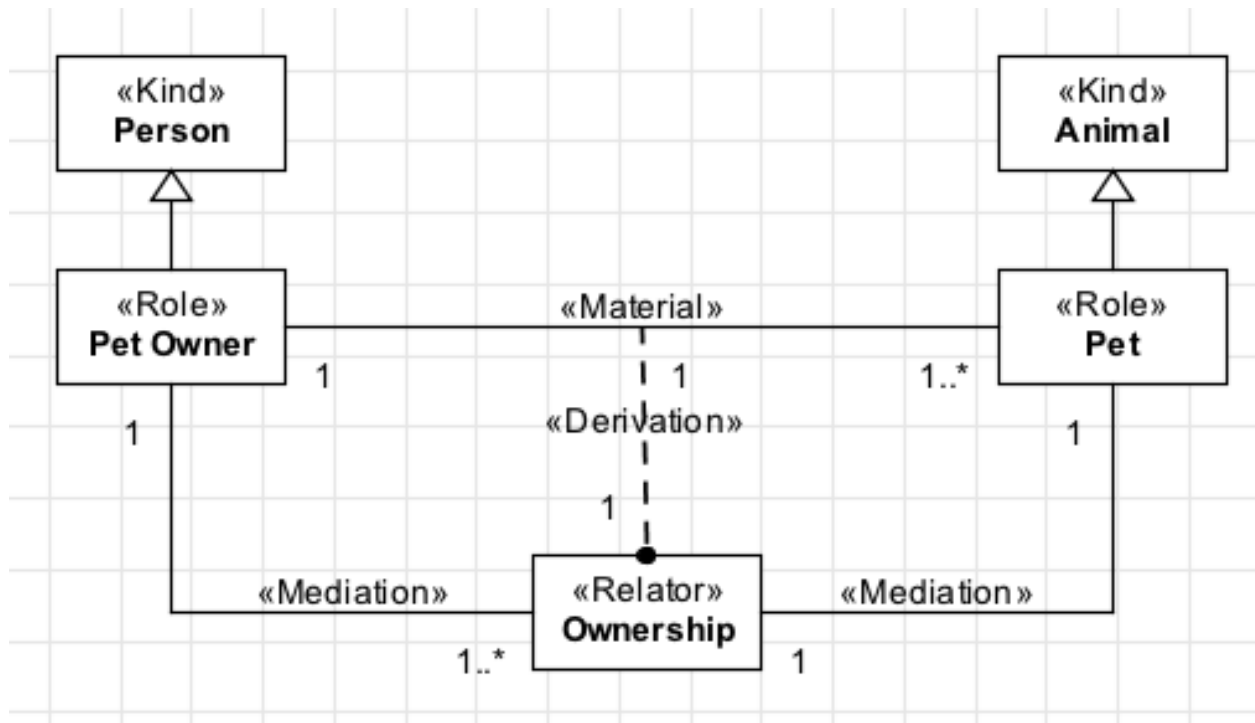 «Kind»
Person
«Kind»
Animal
«Role»
Pet Owner
«Material»
«Role»
Pet
1
1
1..*
1
«Derivation»
1
1
«Mediation»
«Relator»
Ownership
«Mediation»
1..*
1